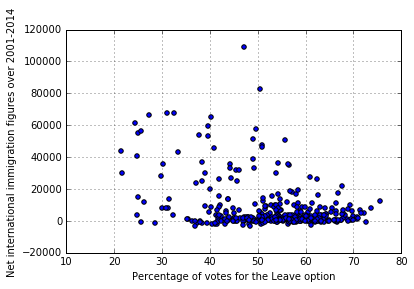 Net international immigration figures over 2001-2014
120000
100000
80000
60000
40000
20000
0
−20000
10 20 30 40 50 60 70 80
Percentage of votes for the Leave option